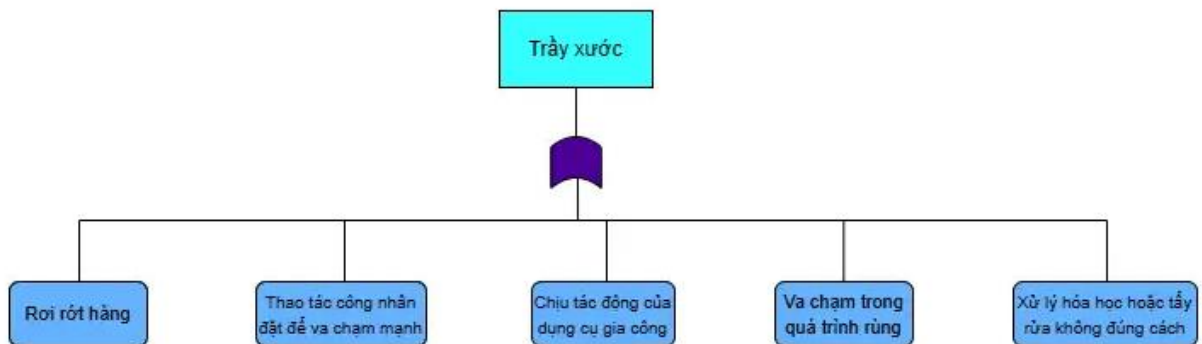 Trầy xước
Rơi rớt hàng
Thao tác công nhân
đặt để va chạm mạnh
Chịu tác động của
dụng cụ gia công
Va chạm trong
quá trình rùng
Xử lý hóa học hoặc tẩy
rửa không đúng cách